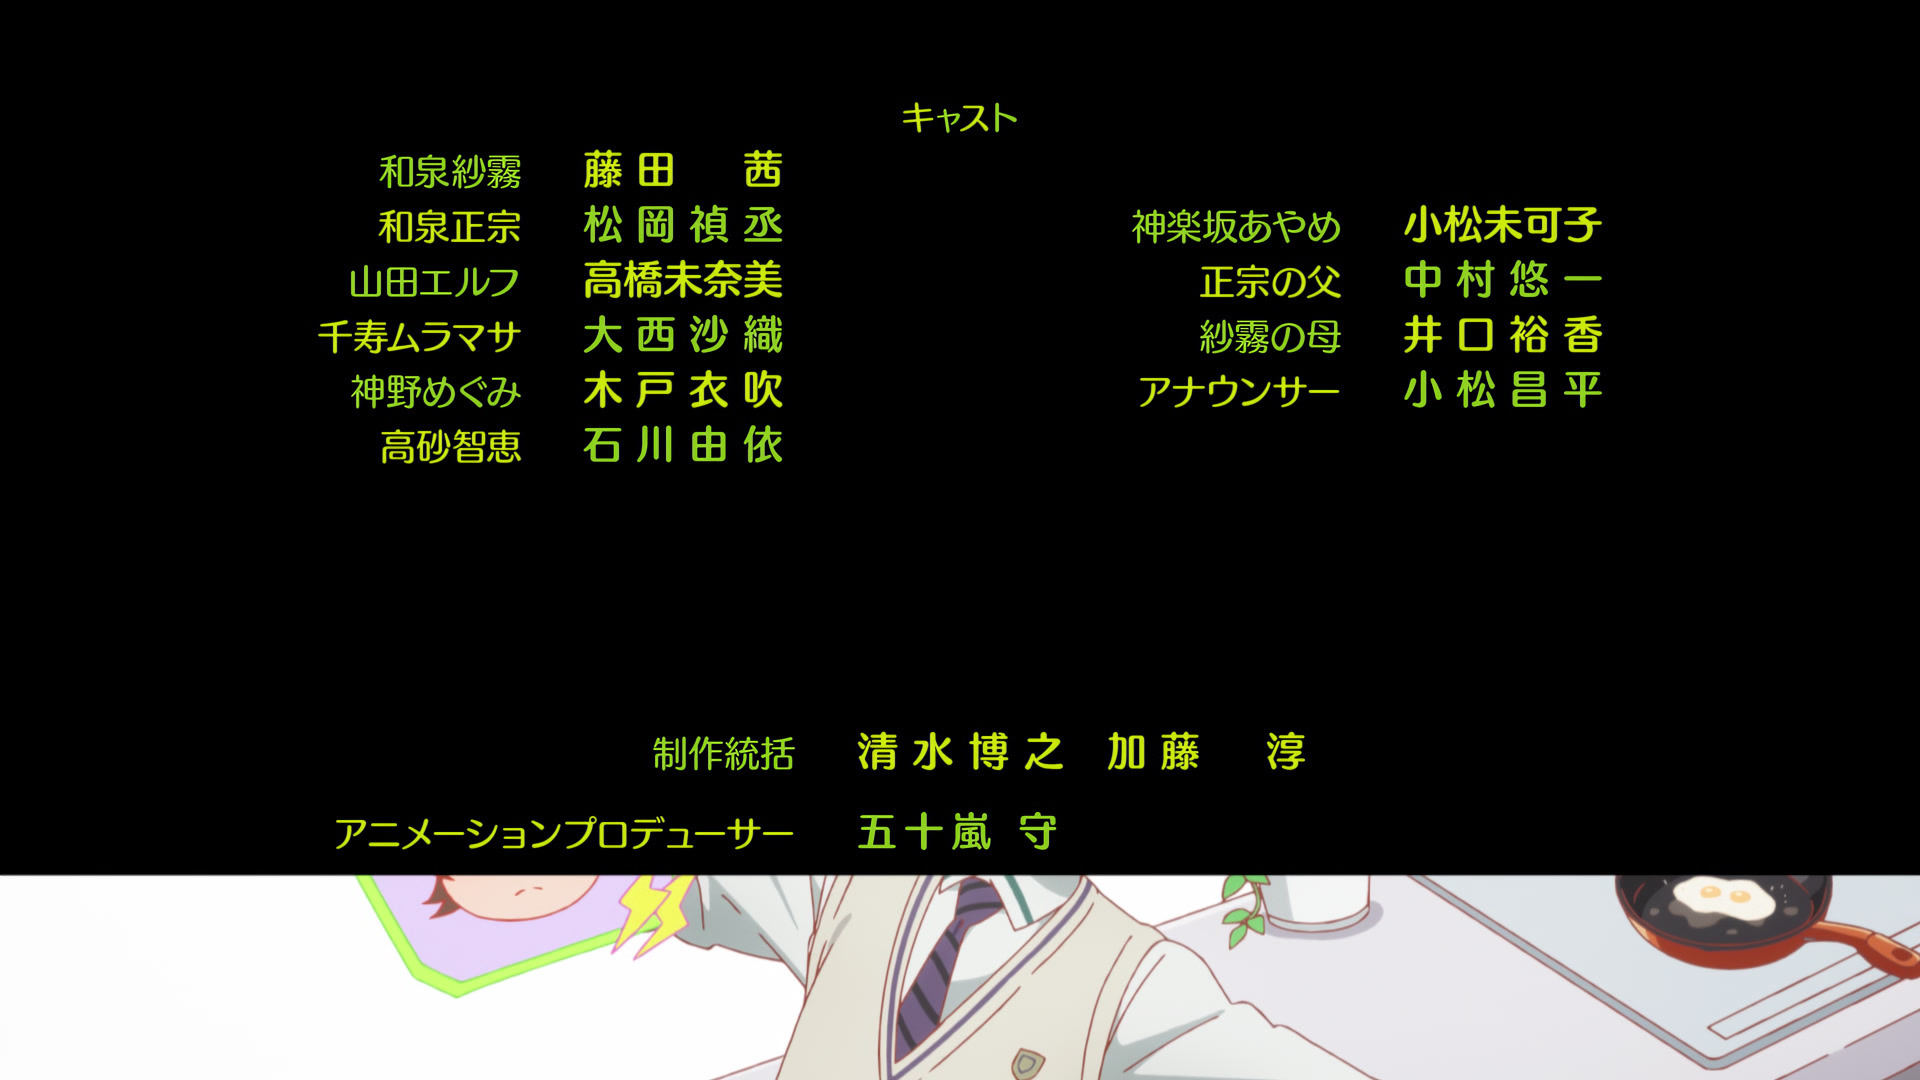 キャスト
和泉紗霧 藤田 茜
和泉正宗 松岡禎丞
山田エルフ 高橋未奈美
千寿ムラマサ 大西沙織
神野めぐみ 木戸衣吹
高砂智恵 石川由依
神楽坂あやめ 小松未可子
正宗の父 中村悠一
紗霧の母 井口裕香
アナウンサー 小松昌平
制作統括 清水博之 加藤 淳
アニメーションプロデューサー 五十嵐 守